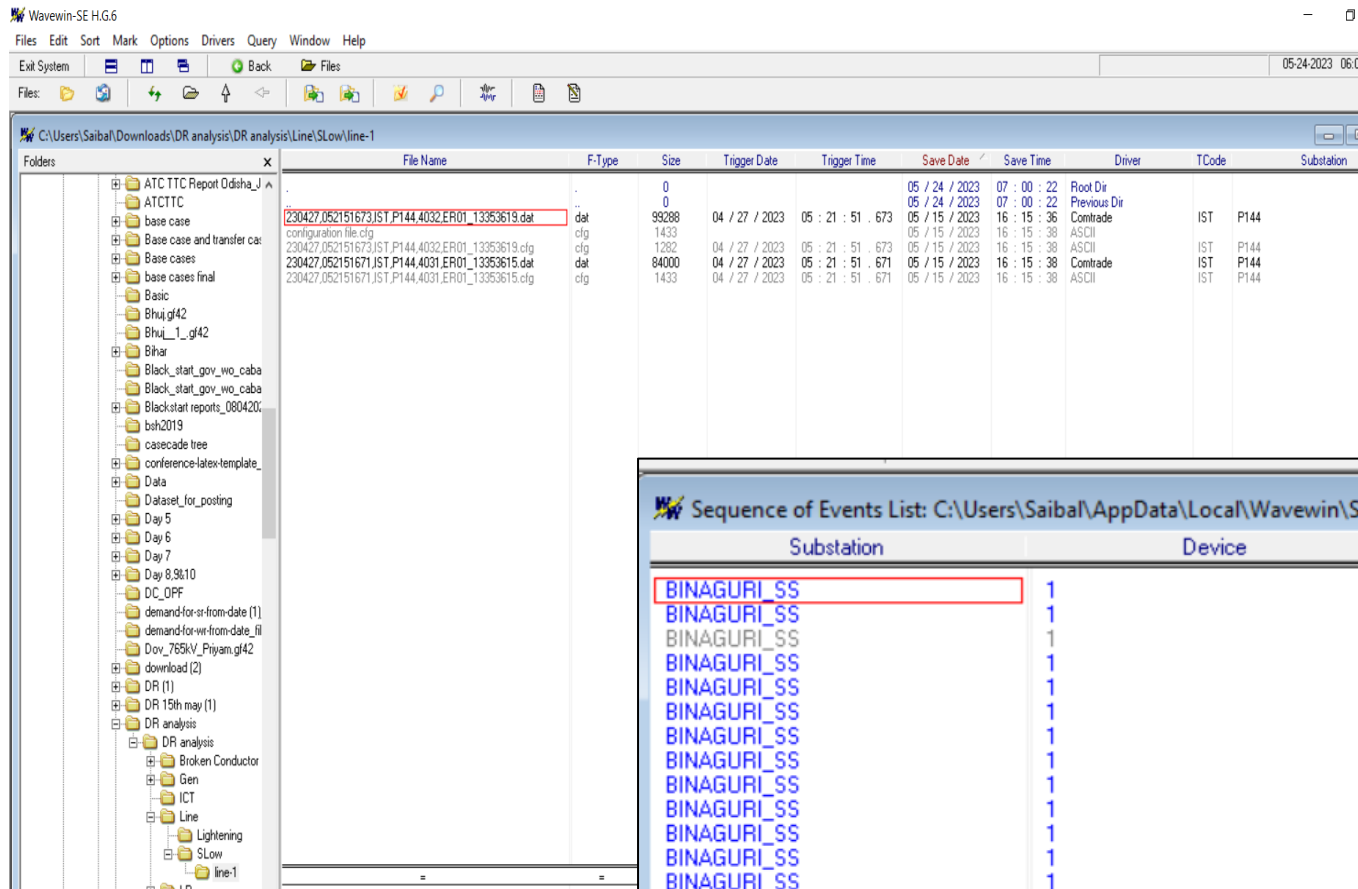 Wavewin-SE H.G.6
Files Edit Sort Mark Options Drivers Query Window Help
Exit System Back Files 05-24-2023
Files:
C:\Users\Saibal\Downloads\DR analysis\DR analysis\Line\SLow\line-1
Folders x File Name F-Type Size Trigger Date Trigger Time Save Date Save Time Driver TCode Substation
. . 0 05 / 24 / 2023 07 : 00 : 22 Root Dir
.. .. 0 05 / 24 / 2023 07 : 00 : 22 Previous Dir
230427,052151673,IST,P144,4032,ER01_13353619.dat dat 99288 04 / 27 / 2023 05 : 21 : 51 . 673 05 / 15 / 2023 16 : 15 : 36 Comtrade IST P144
configuration file.cfg cfg 1433 05 / 15 / 2023 16 : 15 : 38 ASCII
230427,052151673,IST,P144,4032,ER01_13353619.cfg cfg 1282 04 / 27 / 2023 05 : 21 : 51 . 673 05 / 15 / 2023 16 : 15 : 38 ASCII IST P144
230427,052151671,IST,P144,4031,ER01_13353615.dat dat 84000 04 / 27 / 2023 05 : 21 : 51 . 671 05 / 15 / 2023 16 : 15 : 38 Comtrade IST P144
230427,052151671,IST,P144,4031,ER01_13353615.cfg cfg 1433 04 / 27 / 2023 05 : 21 : 51 . 671 05 / 15 / 2023 16 : 15 : 38 ASCII IST P144
ATC TTC Report Odisha_J
ATCTTC
base case
Base case and transfer cas
Base cases
base cases final
Basic
Bhuj.gf42
Bhuj__1_.gf42
Bihar
Black_start_gov_wo_caba
Black_start_gov_wo_caba
Blackstart reports_0804202
bsh2019
casecade tree
conference-latex-template_
Data
Dataset_for_posting
Day 5
Day 6
Day 7
Day 8,9&10
DC_OPF
demand-for-sr-from-date (1)
demand-for-wr-from-date_fil
Dov_765kV_Priyam.gf42
download (2)
DR (1)
DR 15th may (1)
DR analysis
DR analysis
Broken Conductor
Gen
ICT
Line
Lightening
SLow
line-1
= =
Sequence of Events List: C:\Users\Saibal\AppData\Local\Wavewin\S
Substation Device
BINAGURI_SS 1
BINAGURI_SS 1
BINAGURI_SS 1
BINAGURI_SS 1
BINAGURI_SS 1
BINAGURI_SS 1
BINAGURI_SS 1
BINAGURI_SS 1
BINAGURI_SS 1
BINAGURI_SS 1
BINAGURI_SS 1
BINAGURI_SS 1
BINAGURI_SS 1